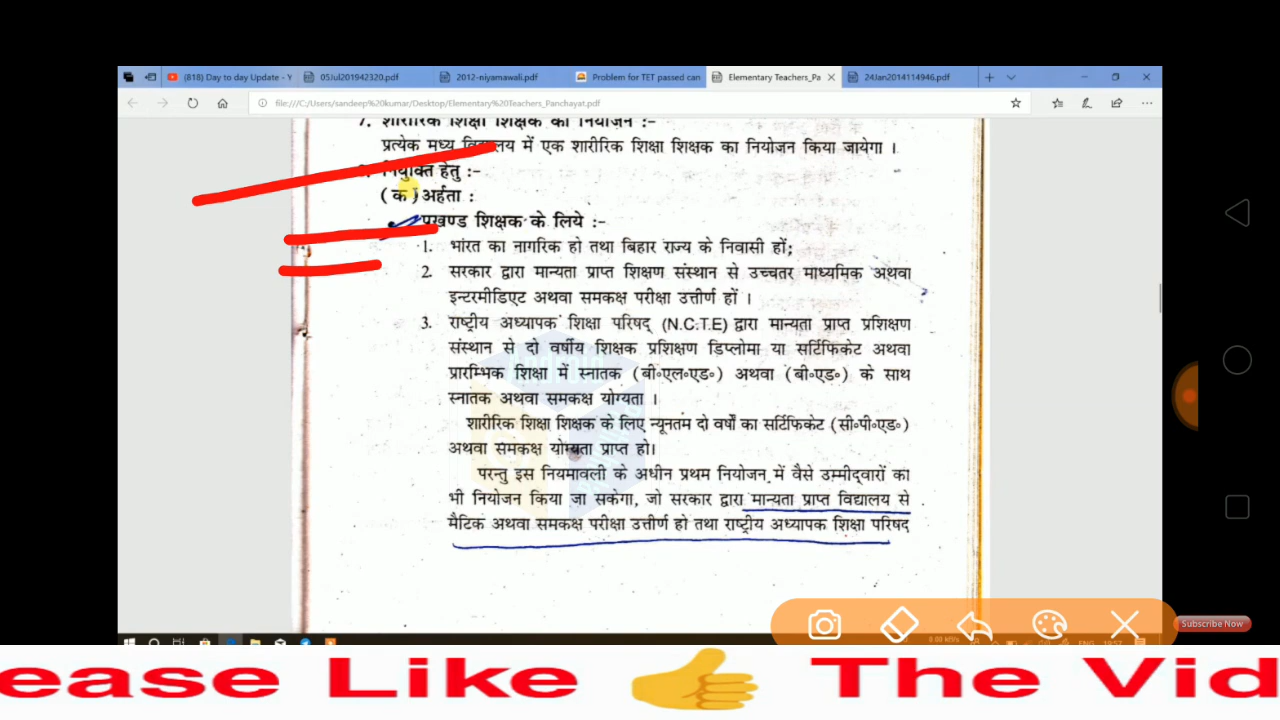 (818) Day to day Update - Y
05Jul201942320.pdf
2012-niyamawali.pdf
Problem for TET passed can
Elementary Teachers_Pa
24Jan2014114946.pdf
file:///C:/Users/sandeep%20kumar/Desktop/Elementary%20Teachers_Panchayat.pdf
7. शारीरिक शिक्षा शिक्षक का नियोजन :-
प्रत्येक मध्य विद्यालय में एक शारीरिक शिक्षा शिक्षक का नियोजन किया जायेगा ।
नियुक्ति हेतु :-
(क) अर्हता :
प्रखण्ड शिक्षक के लिये :-
1. भारत का नागरिक हो तथा बिहार राज्य के निवासी हों;
2. सरकार द्वारा मान्यता प्राप्त शिक्षण संस्थान से उच्चतर माध्यमिक अथवा
इन्टरमीडिएट अथवा समकक्ष परीक्षा उत्तीर्ण हों ।
3. राष्ट्रीय अध्यापक शिक्षा परिषद् (N.C.T.E) द्वारा मान्यता प्राप्त प्रशिक्षण
संस्थान से दो वर्षीय शिक्षक प्रशिक्षण डिप्लोमा या सर्टिफिकेट अथवा
प्रारम्भिक शिक्षा में स्नातक (बी॰एल॰एड॰) अथवा (बी॰एड॰) के साथ
स्नातक अथवा समकक्ष योग्यता ।
शारीरिक शिक्षा शिक्षक के लिए न्यूनतम दो वर्षों का सर्टिफिकेट (सी॰पी॰एड॰)
अथवा समकक्ष योग्यता प्राप्त हो।
परन्तु इस नियमावली के अधीन प्रथम नियोजन में वैसे उम्मीद्वारों का
भी नियोजन किया जा सकेगा, जो सरकार द्वारा मान्यता प्राप्त विद्यालय से
मैटिक अथवा समकक्ष परीक्षा उत्तीर्ण हो तथा राष्ट्रीय अध्यापक शिक्षा परिषद
Subscribe Now
ease Like 👍 The Vid